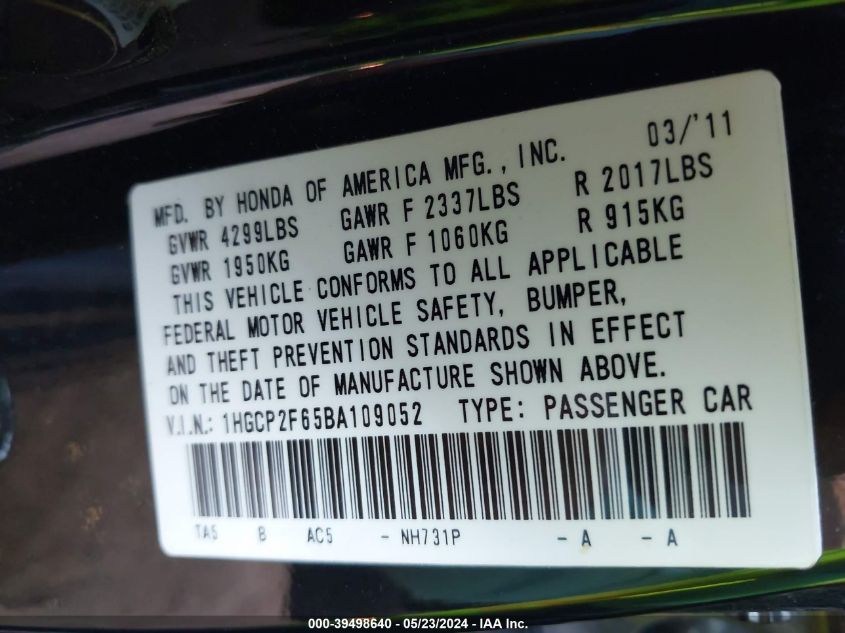 MFD. BY HONDA OF AMERICA MFG., INC. 03/'11
GVWR 4299LBS GAWR F 2337LBS R 2017LBS
GVWR 1950KG GAWR F 1060KG R 915KG
THIS VEHICLE CONFORMS TO ALL APPLICABLE
FEDERAL MOTOR VEHICLE SAFETY, BUMPER,
AND THEFT PREVENTION STANDARDS IN EFFECT
ON THE DATE OF MANUFACTURE SHOWN ABOVE.
V.I.N.: 1HGCP2F65BA109052 TYPE: PASSENGER CAR
TA5 B AC5 - NH731P - A - A
000-39498640 - 05/23/2024 - IAA Inc.